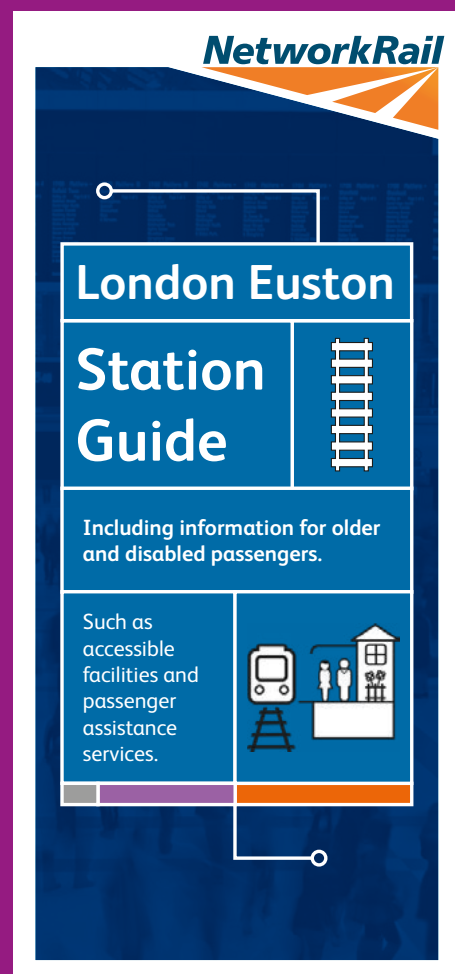 NetworkRail
London Euston
Station
Guide
Including information for older
and disabled passengers.
Such as
accessible
facilities and
passenger
assistance
services.